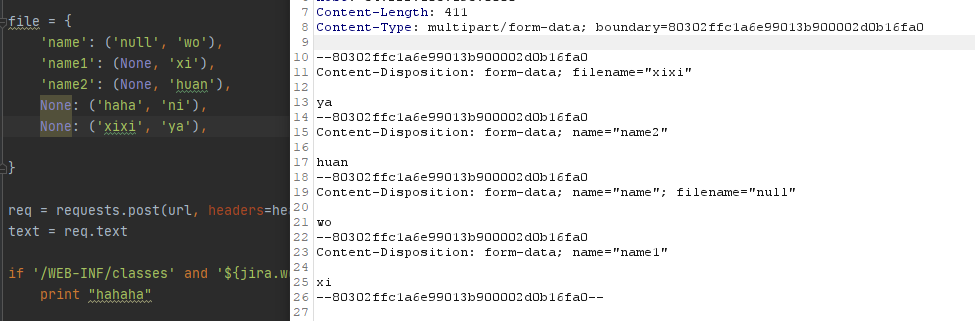 file = {
    'name': ('null', 'wo'),
    'name1': (None, 'xi'),
    'name2': (None, 'huan'),
    None: ('haha', 'ni'),
    None: ('xixi', 'ya'),
}
req = requests.post(url, headers=he
text = req.text
if '/WEB-INF/classes' and '${jira.w
    print "hahaha"
7 Content-Length: 411
8 Content-Type: multipart/form-data; boundary=80302ffc1a6e99013b900002d0b16fa0
9
10 --80302ffc1a6e99013b900002d0b16fa0
11 Content-Disposition: form-data; filename="xixi"
12
13 ya
14 --80302ffc1a6e99013b900002d0b16fa0
15 Content-Disposition: form-data; name="name2"
16
17 huan
18 --80302ffc1a6e99013b900002d0b16fa0
19 Content-Disposition: form-data; name="name"; filename="null"
20
21 wo
22 --80302ffc1a6e99013b900002d0b16fa0
23 Content-Disposition: form-data; name="name1"
24
25 xi
26 --80302ffc1a6e99013b900002d0b16fa0--
27